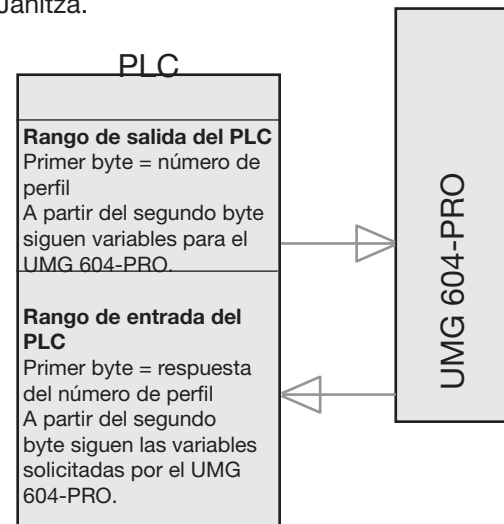 Janitza.
PLC
Rango de salida del PLC
Primer byte = número de
perfil
A partir del segundo byte
siguen variables para el
UMG 604-PRO.
Rango de entrada del
PLC
Primer byte = respuesta
del número de perfil
A partir del segundo
byte siguen las variables
solicitadas por el UMG
604-PRO.
UMG 604-PRO